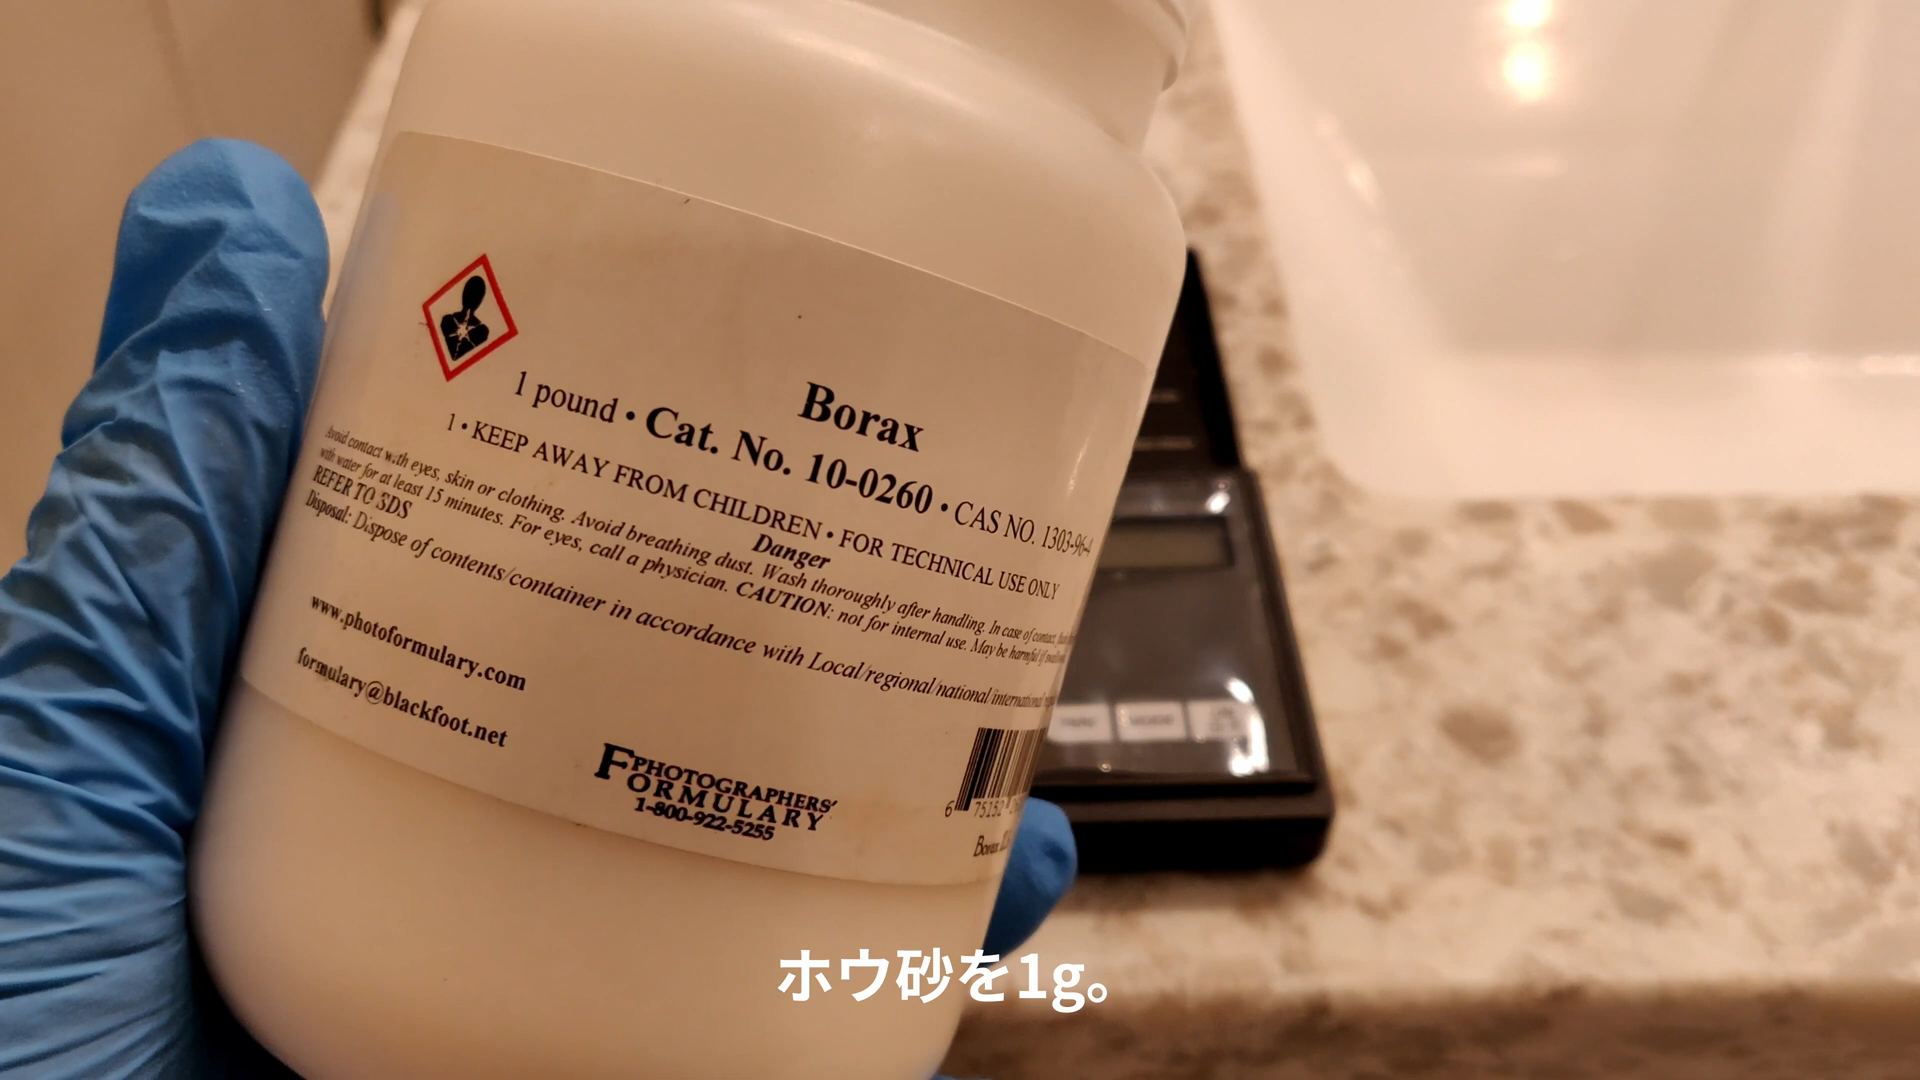 Borax
1 pound • Cat. No. 10-0260 • CAS NO. 1303-96-4
1 • KEEP AWAY FROM CHILDREN • FOR TECHNICAL USE ONLY
Danger
Avoid contact with eyes, skin or clothing. Avoid breathing dust. Wash thoroughly after handling. In case of contact,
with water for at least 15 minutes. For eyes, call a physician. CAUTION: not for internal use. May be harmful if
REFER TO SDS
Disposal: Dispose of contents/container in accordance with Local/regional/national/international
www.photoformulary.com
formulary@blackfoot.net
PHOTOGRAPHERS'
FORMULARY
1-800-922-5255
6 75152
Borax
ホウ砂を1g。